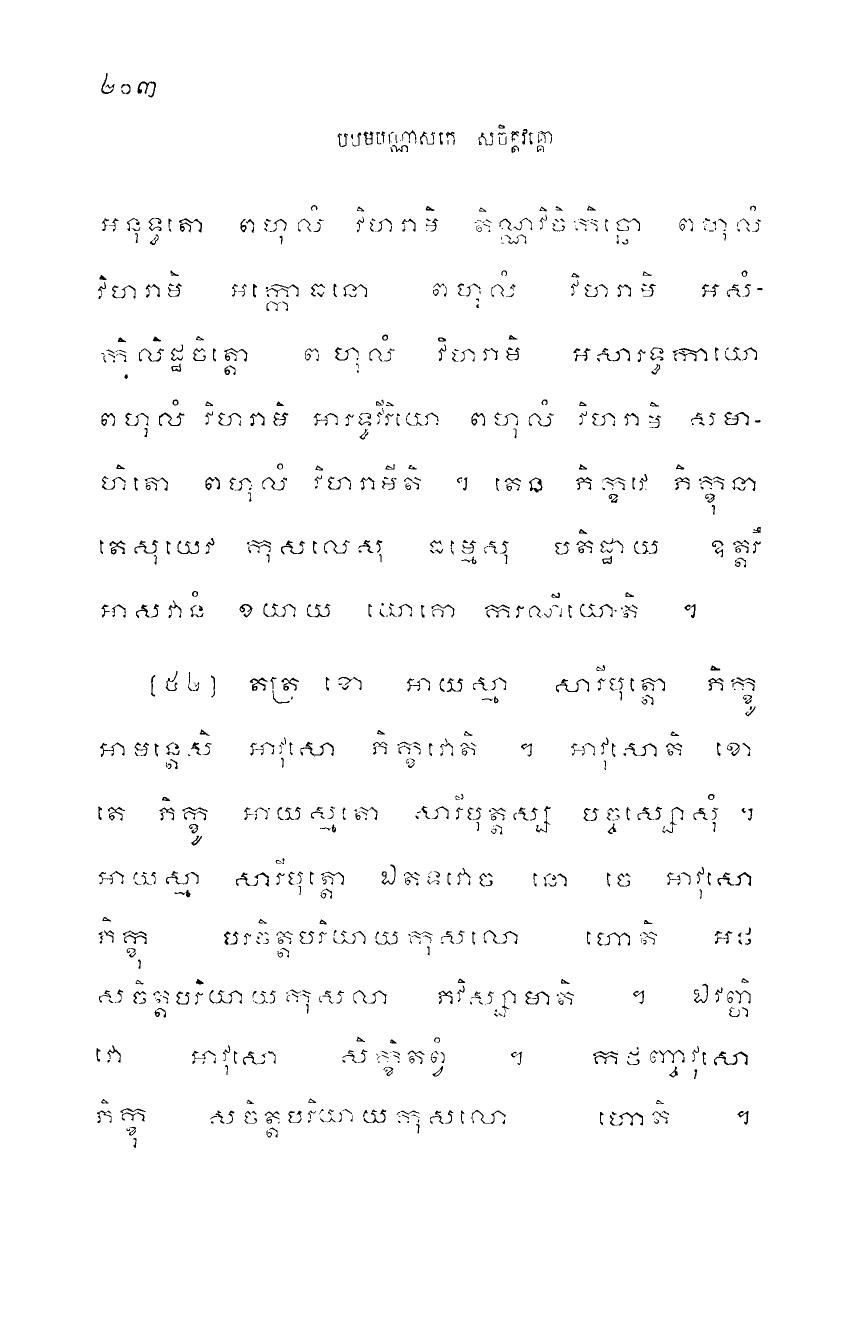 ២០៣
បឋមបណ្ណាសកេ សចិត្តវគ្គោ
អនុទ្ធតោ ពហុលំ វិហរាមិ តិណ្ណវិចិកិច្ឆោ ពហុលំ
វិហរាមិ អក្កោធនោ ពហុលំ វិហរាមិ អសំ-
កិលិដ្ឋចិត្តោ ពហុលំ វិហរាមិ អសារទ្ធកាយោ
ពហុលំ វិហរាមិ អារទ្ធវីរិយោ ពហុលំ វិហរាមិ សមា-
ហិតោ ពហុលំ វិហរាមីតិ ។ តេន ភិក្ខវេ ភិក្ខុនា
តេសុយេវ កុសលេសុ ធម្មេសុ បតិដ្ឋាយ ឧត្តរឹ
អាសវានំ ខយាយ យោគោ ករណីយោតិ ។
(៥២) តត្រ ខោ អាយស្មា សារីបុត្តោ ភិក្ខូ
អាមន្តេសិ អាវុសោ ភិក្ខវោតិ ។ អាវុសោតិ ខោ
តេ ភិក្ខូ អាយស្មតោ សារីបុត្តស្ស បច្ចស្សោសុំ ។
អាយស្មា សារីបុត្តោ ឯតទវោច នោ ចេ អាវុសោ
ភិក្ខុ បរចិត្តបរិយាយកុសលោ ហោតិ អថ
សចិត្តបរិយាយកុសលា ភវិស្សាមាតិ ។ ឯវញ្ហិ
វោ អាវុសោ សិក្ខិតព្វំ ។ កថញ្ចាវុសោ
ភិក្ខុ សចិត្តបរិយាយកុសលោ ហោតិ ។